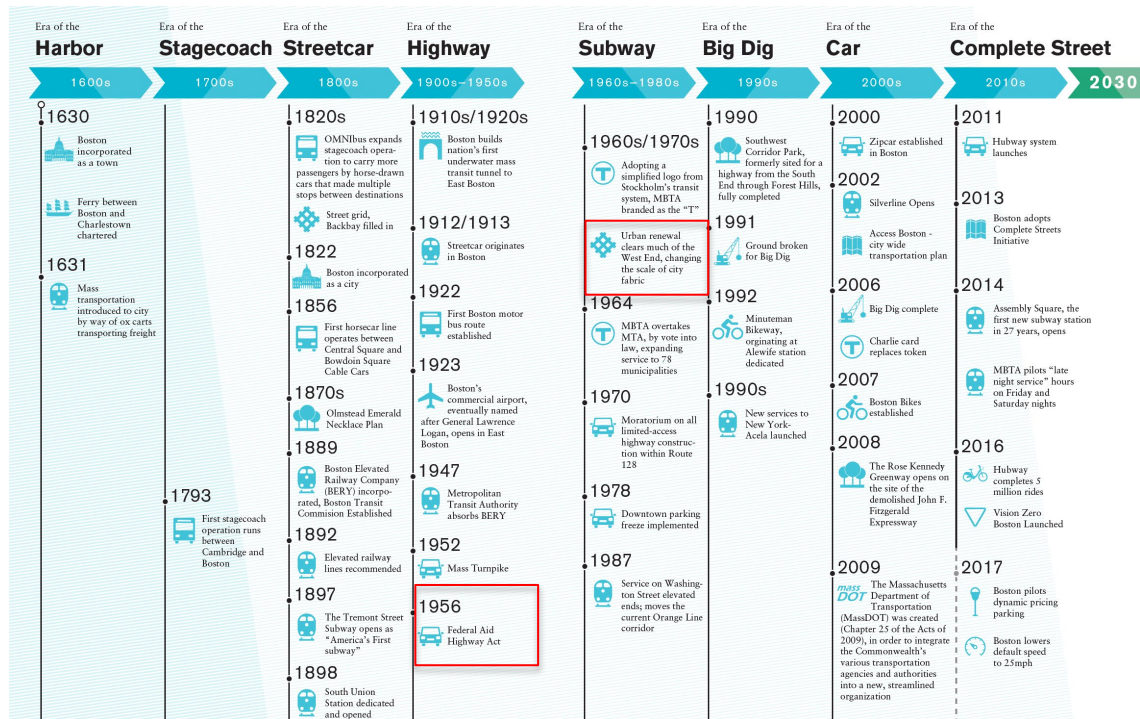 Era of the
Harbor
1600s
1630
Boston
incorporated
as a town
Ferry between
Boston and
Charlestown
chartered
1631
Mass
transportation
introduced to city
by way of ox carts
transporting freight
Era of the
Stagecoach
1700s
1793
First stagecoach
operation runs
between
Cambridge and
Boston
Era of the
Streetcar
1800s
1820s
OMNIbus expands
stagecoach opera-
tion to carry more
passengers by horse-drawn
cars that made multiple
stops between destinations
Street grid,
Backbay filled in
1822
Boston incorporated
as a city
1856
First horsecar line
operates between
Central Square and
Bowdoin Square
Cable Cars
1870s
Olmstead Emerald
Necklace Plan
1889
Boston Elevated
Railway Company
(BERY) incorpo-
rated, Boston Transit
Commision Established
1892
Elevated railway
lines recommended
1897
The Tremont Street
Subway opens as
“America’s First
subway”
1898
South Union
Station dedicated
and opened
Era of the
Highway
1900s–1950s
1910s/1920s
Boston builds
nation’s first
underwater mass
transit tunnel to
East Boston
1912/1913
Streetcar originates
in Boston
1922
First Boston motor
bus route
established
1923
Boston’s
commercial airport,
eventually named
after General Lawrence
Logan, opens in East
Boston
1947
Metropolitan
Transit Authority
absorbs BERY
1952
Mass Turnpike
1956
Federal Aid
Highway Act
Era of the
Subway
1960s–1980s
1960s/1970s
Adopting a
simplified logo from
Stockholm’s transit
system, MBTA
branded as the “T”
Urban renewal
clears much of the
West End, changing
the scale of city
fabric
1964
MBTA overtakes
MTA, by vote into
law, expanding
service to 78
municipalities
1970
Moratorium on all
limited-access
highway construc-
tion within Route
128
1978
Downtown parking
freeze implemented
1987
Service on Washing-
ton Street elevated
ends; moves the
current Orange Line
corridor
Era of the
Big Dig
1990s
1990
Southwest
Corridor Park,
formerly sited for a
highway from the South
End through Forest Hills,
fully completed
1991
Ground broken
for Big Dig
1992
Minuteman
Bikeway,
orginating at
Alewife station
dedicated
1990s
New services to
New York-
Acela launched
Era of the
Car
2000s
2000
Zipcar established
in Boston
2002
Silverline Opens
Access Boston -
city wide
transportation plan
2006
Big Dig complete
Charlie card
replaces token
2007
Boston Bikes
established
2008
The Rose Kennedy
Greenway opens on
the site of the
demolished John F.
Fitzgerald
Expressway
2009
mass
DOT
The Massachusetts
Department of
Transportation
(MassDOT) was created
(Chapter 25 of the Acts of
2009), in order to integrate
the Commonwealth’s
various transportation
agencies and authorities
into a new, streamlined
organization
Era of the
Complete Street
2010s
2030
2011
Hubway system
launches
2013
Boston adopts
Complete Streets
Initiative
2014
Assembly Square, the
first new subway station
in 27 years, opens
MBTA pilots “late
night service” hours
on Friday and
Saturday nights
2016
Hubway
completes 5
million rides
Vision Zero
Boston Launched
2017
Boston pilots
dynamic pricing
parking
Boston lowers
default speed
to 25mph